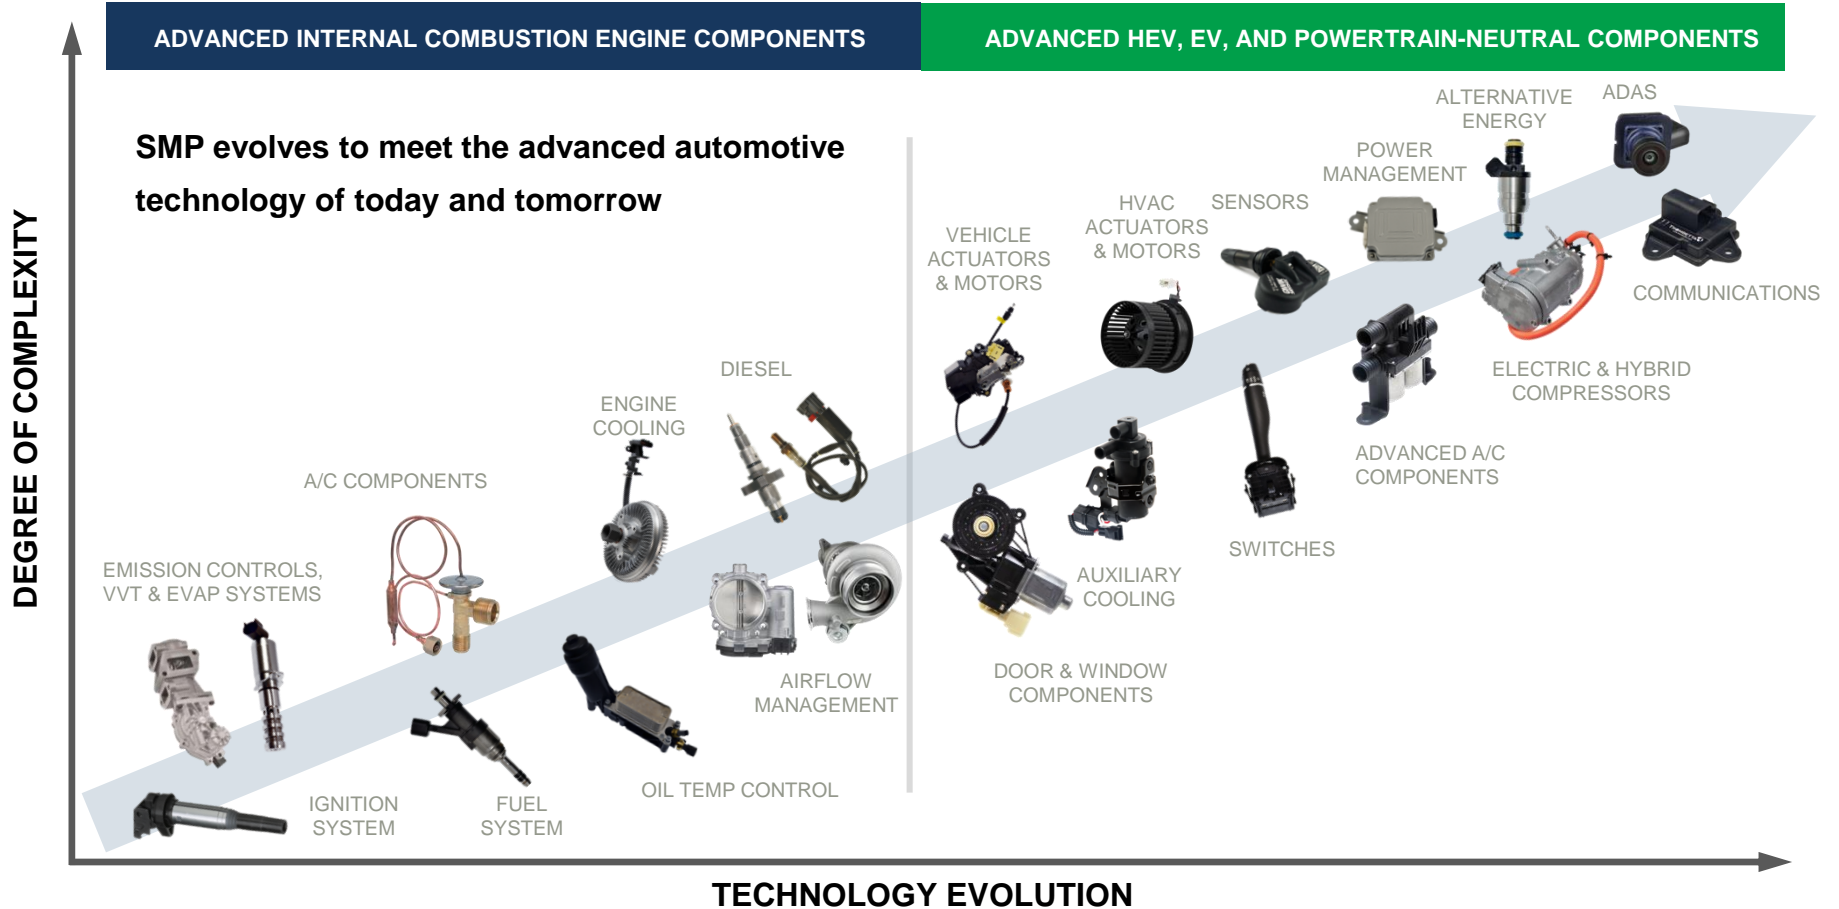 ADVANCED INTERNAL COMBUSTION ENGINE COMPONENTS
ADVANCED HEV, EV, AND POWERTRAIN-NEUTRAL COMPONENTS
SMP evolves to meet the advanced automotive
technology of today and tomorrow
DEGREE OF COMPLEXITY
EMISSION CONTROLS,
VVT & EVAP SYSTEMS
IGNITION
SYSTEM
A/C COMPONENTS
FUEL
SYSTEM
ENGINE
COOLING
OIL TEMP CONTROL
DIESEL
AIRFLOW
MANAGEMENT
VEHICLE
ACTUATORS
& MOTORS
DOOR & WINDOW
COMPONENTS
HVAC
ACTUATORS
& MOTORS
AUXILIARY
COOLING
SENSORS
SWITCHES
POWER
MANAGEMENT
ADVANCED A/C
COMPONENTS
ALTERNATIVE
ENERGY
ELECTRIC & HYBRID
COMPRESSORS
ADAS
COMMUNICATIONS
TECHNOLOGY EVOLUTION